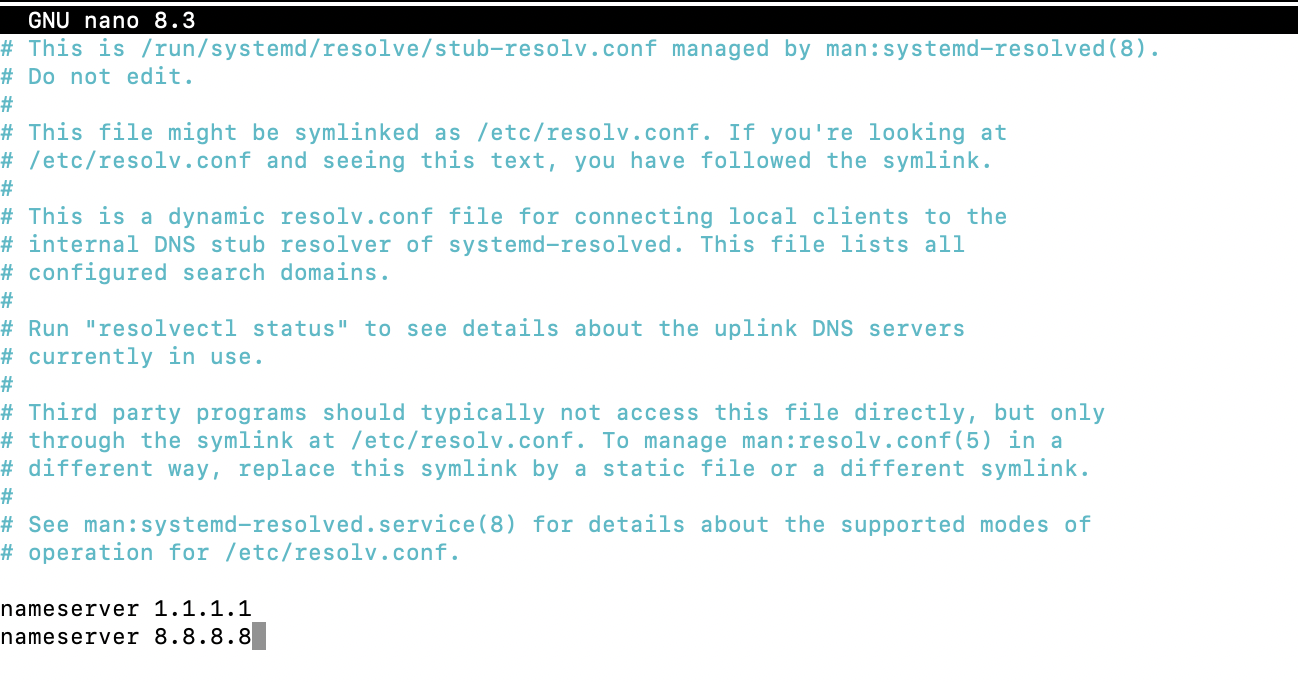 GNU nano 8.3
# This is /run/systemd/resolve/stub-resolv.conf managed by man:systemd-resolved(8).
# Do not edit.
#
# This file might be symlinked as /etc/resolv.conf. If you're looking at
# /etc/resolv.conf and seeing this text, you have followed the symlink.
#
# This is a dynamic resolv.conf file for connecting local clients to the
# internal DNS stub resolver of systemd-resolved. This file lists all
# configured search domains.
#
# Run "resolvectl status" to see details about the uplink DNS servers
# currently in use.
#
# Third party programs should typically not access this file directly, but only
# through the symlink at /etc/resolv.conf. To manage man:resolv.conf(5) in a
# different way, replace this symlink by a static file or a different symlink.
#
# See man:systemd-resolved.service(8) for details about the supported modes of
# operation for /etc/resolv.conf.

nameserver 1.1.1.1
nameserver 8.8.8.8